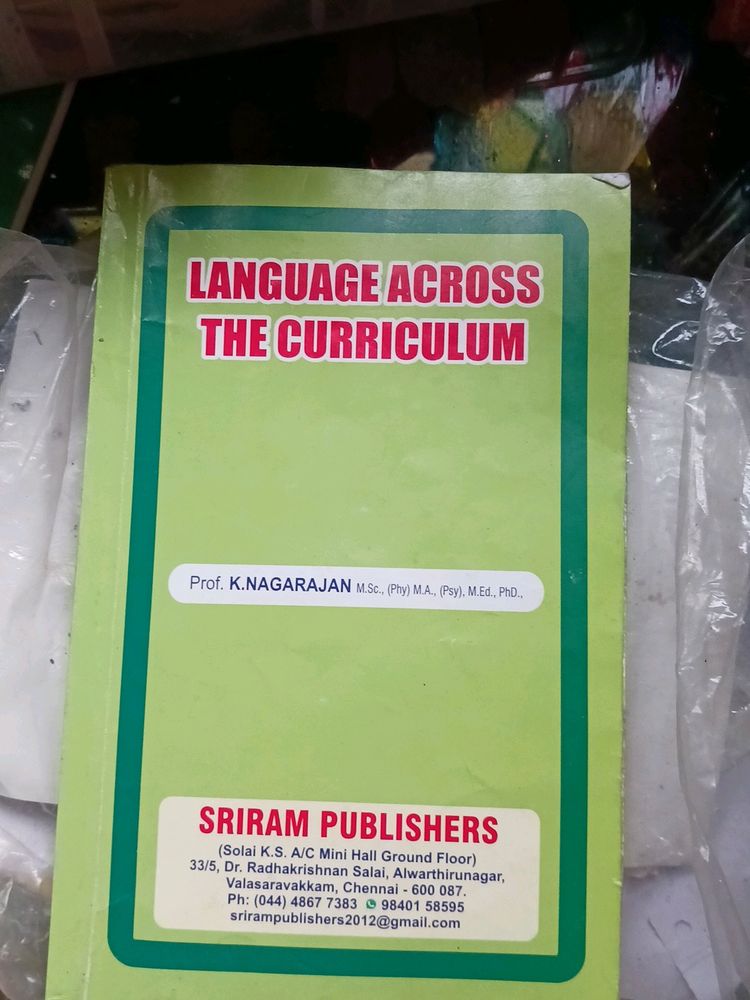 LANGUAGE ACROSS
THE CURRICULUM
Prof. K.NAGARAJAN M.Sc., (Phy) M.A., (Psy), M.Ed., PhD.,
SRIRAM PUBLISHERS
(Solai K.S. A/C Mini Hall Ground Floor)
33/5, Dr. Radhakrishnan Salai, Alwarthirunagar,
Valasaravakkam, Chennai - 600 087.
Ph: (044) 4867 7383 98401 58595
srirampublishers2012@gmail.com